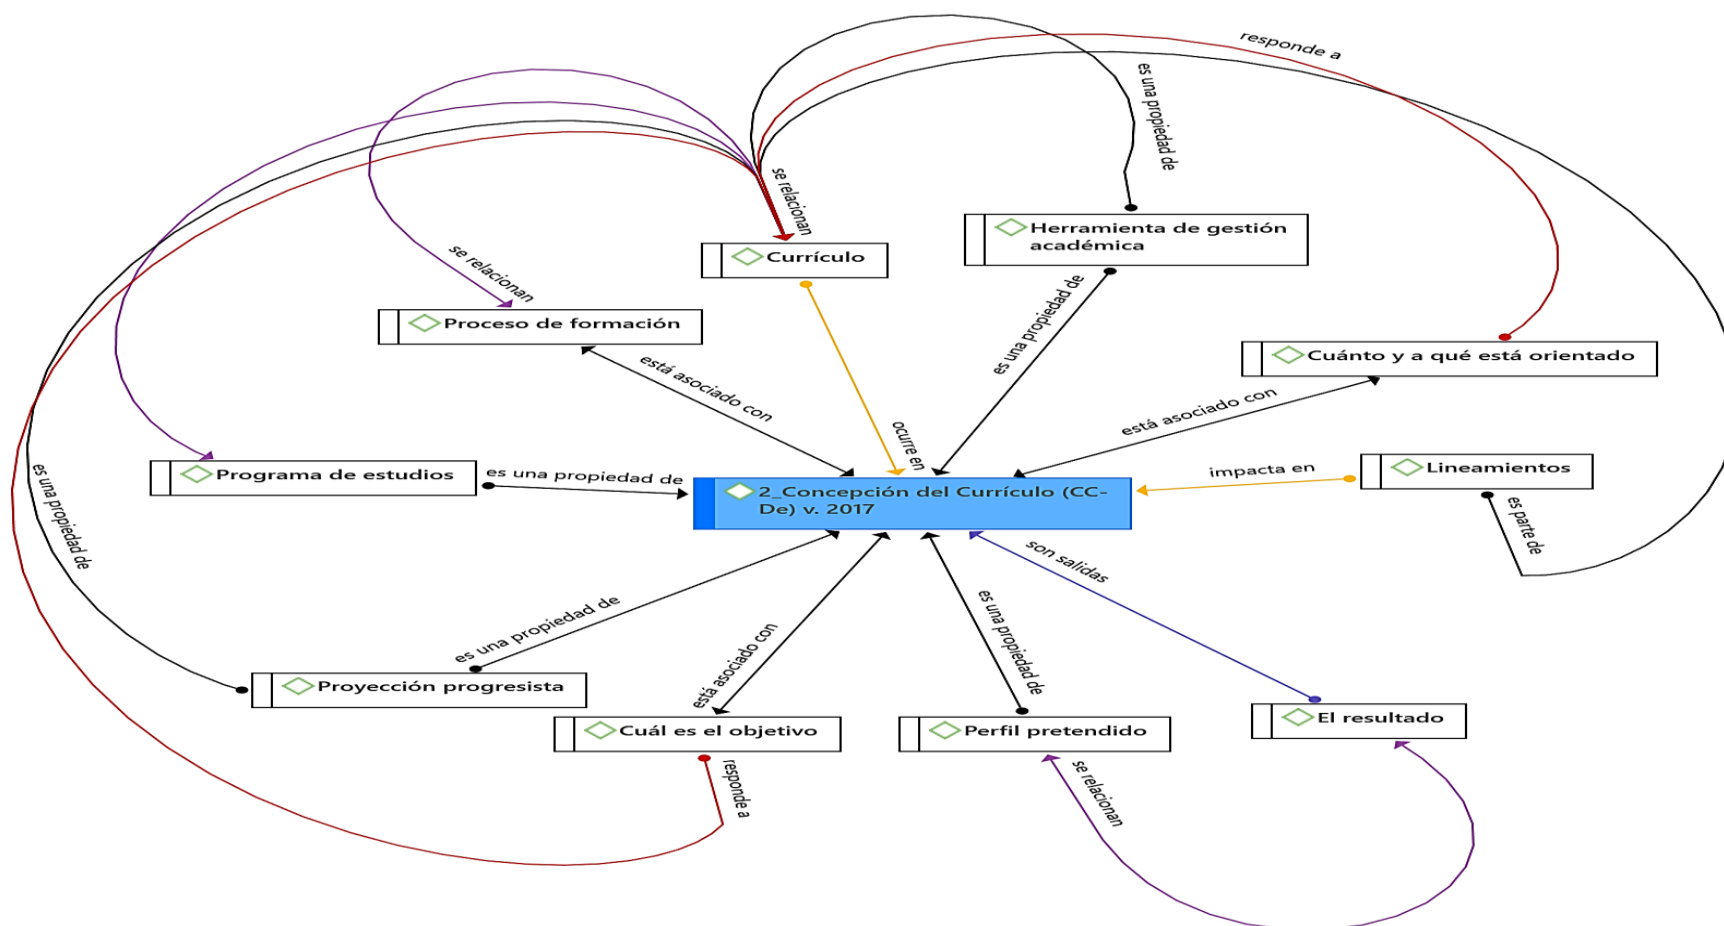 responde a
es una propiedad de
se relacionan
Herramienta de gestión
académica
Currículo
se relacionan
es una propiedad de
Proceso de formación
Cuánto y a qué está orientado
está asociado con
está asociado con
ocurre en
Programa de estudios
es una propiedad de
impacta en
Lineamientos
es una propiedad de
2_Concepción del Currículo (CC-
De) v. 2017
es parte de
son salidas
es una propiedad de
está asociado con
es una propiedad de
Proyección progresista
Cuál es el objetivo
Perfil pretendido
El resultado
responde a
se relacionan